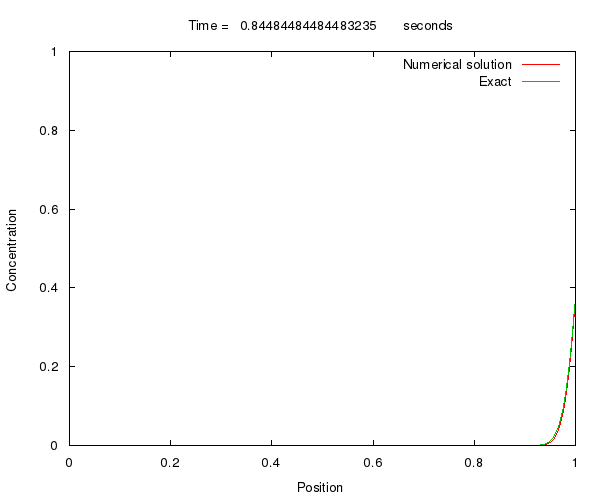 Time = 0.84484484484483235 seconds
Numerical solution
Exact
1
0.8
0.6
0.4
0.2
0
Concentration
0 0.2 0.4 0.6 0.8 1
Position